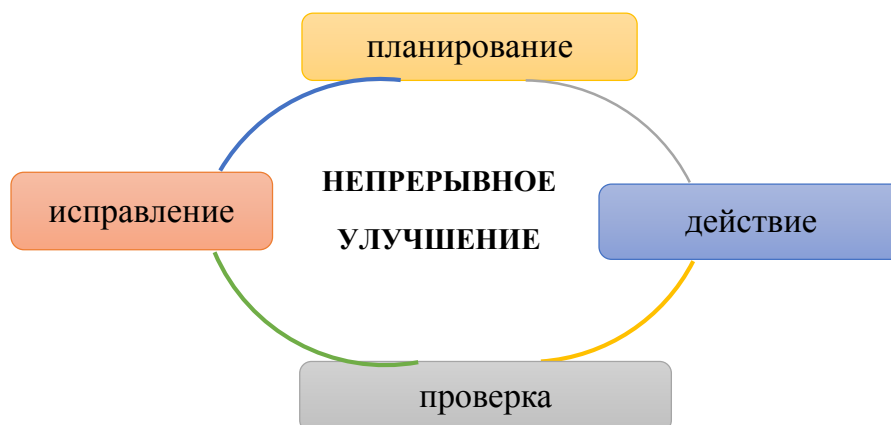 планирование
НЕПРЕРЫВНОЕ
УЛУЧШЕНИЕ
исправление
действие
проверка